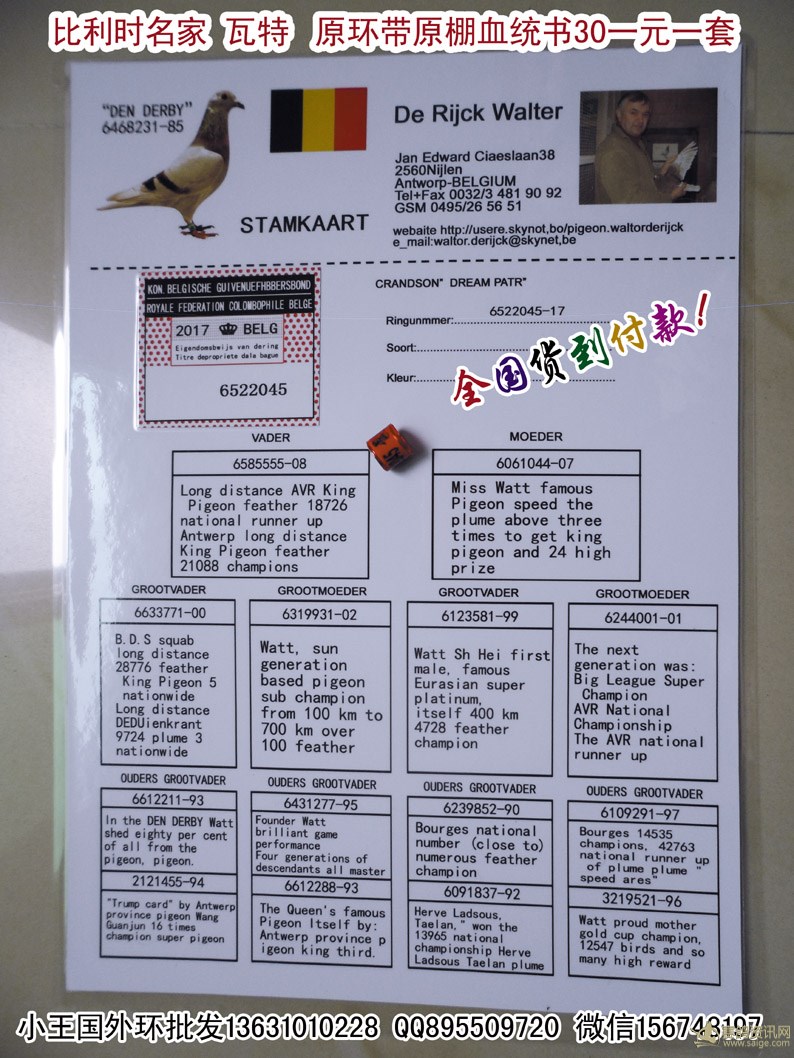 比利时名家 瓦特 原环带原棚血统书30一元一套
“DEN DERBY”
6468231-85
STAMKAART
De Rijck Walter
Jan Edward Ciaeslaan38
2560Nijlen
Antworp-BELGIUM
Tel+Fax 0032/3 481 90 92
GSM 0495/26 56 51
webaite http://usere.skynot,bo/pigeon.waltorderijck
e_mail:waltor.derijck@skynet,be
KON. BELGISCHE GUIVENUEFHBBERSBOND
ROYALE FEDERATION COLOMBOPHILE BELGE
2017 BELG
Eigendomsbeijs van dering
Titre depropriete dala bague
6522045
CRANDSON" DREAM PATR"
Ringunmmer:...............6522045-17
Soort:
Kleur:
全国货到付款!
VADER
6585555-08
Long distance AVR King
Pigeon feather 18726
national runner up
Antwerp long distance
King Pigeon feather
21088 champions
MOEDER
6061044-07
Miss Watt famous
Pigeon speed the
plume above three
times to get king
pigeon and 24 high
prize
GROOTVADER
6633771-00
B.D.S squab
long distance
28776 feather
King Pigeon 5
nationwide
Long distance
DEDUienkrant
9724 plume 3
nationwide
GROOTMOEDER
6319931-02
Watt, sun
generation
based pigeon
sub champion
from 100 km to
700 km over
100 feather
GROOTVADER
6123581-99
Watt Sh Hei first
male, famous
Eurasian super
platinum,
itself 400 km
4728 feather
champion
GROOTMOEDER
6244001-01
The next
generation was:
Big League Super
Champion
AVR National
Championship
The AVR national
runner up
OUDERS GROOTVADER
6612211-93
In the DEN DERBY Watt
shed eighty per cent
of all from the
pigeon, pigeon.
2121455-94
"Trump card" by Antwerp
province pigeon Wang
Guanjun 16 times
champion super pigeon
OUDERS GROOTVADER
6431277-95
Founder Watt
brilliant game
performance
Four generations of
descendants all master
6612288-93
The Queen's famous
Pigeon Itself by:
Antwerp province p
igeon king third.
OUDERS GROOTVADER
6239852-90
Bourges national
number (close to)
numerous feather
champion
6091837-92
Herve Ladsous,
Taelan," won the
13965 national
championship Herve
Ladsous Taelan plume
OUDERS GROOTVADER
6109291-97
Bourges 14535
champions, 42763
national runner up
of plume plume "
speed ares"
3219521-96
Watt proud mother
gold cup champion,
12547 birds and so
many high reward
小王国外环批发13631010228 QQ895509720 微信156748197
www.saige.com